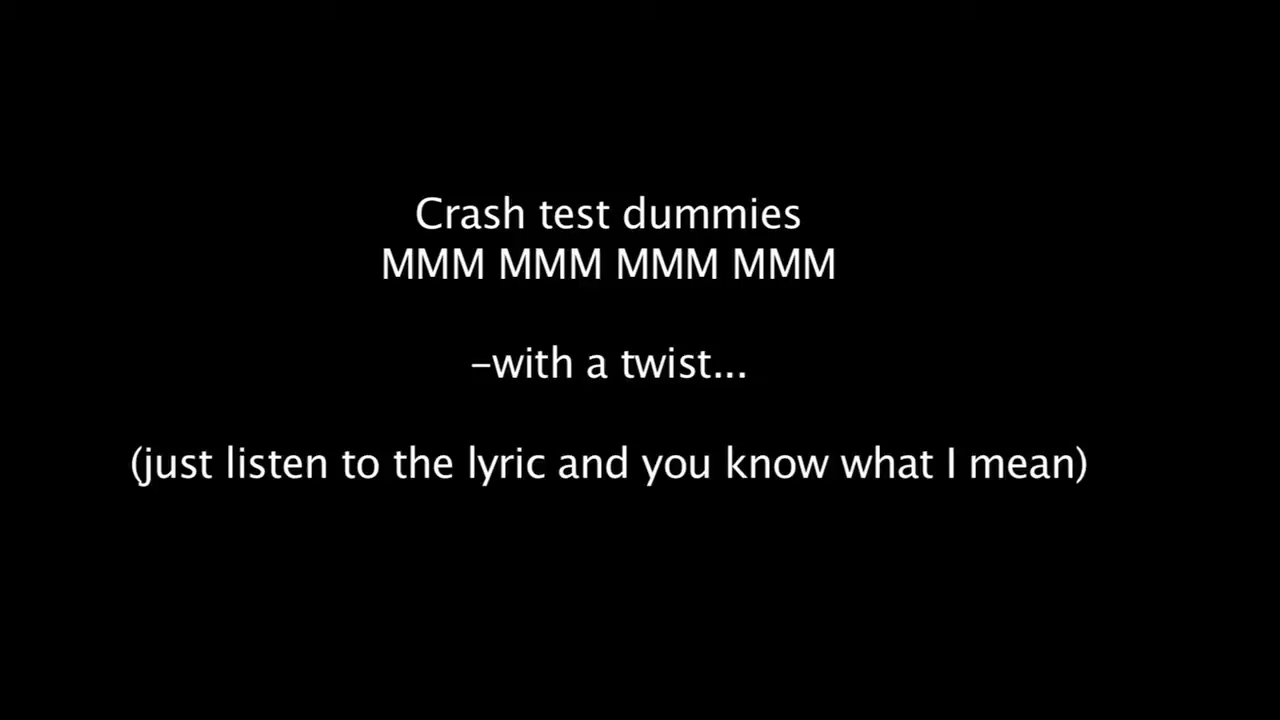 Crash test dummies
MMM MMM MMM MMM
-with a twist...
(just listen to the lyric and you know what I mean)